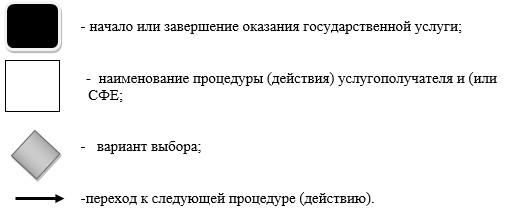 - начало или завершение оказания государственной услуги;
- наименование процедуры (действия) услугополучателя и (или
СФЕ;
- вариант выбора;
-переход к следующей процедуре (действию).